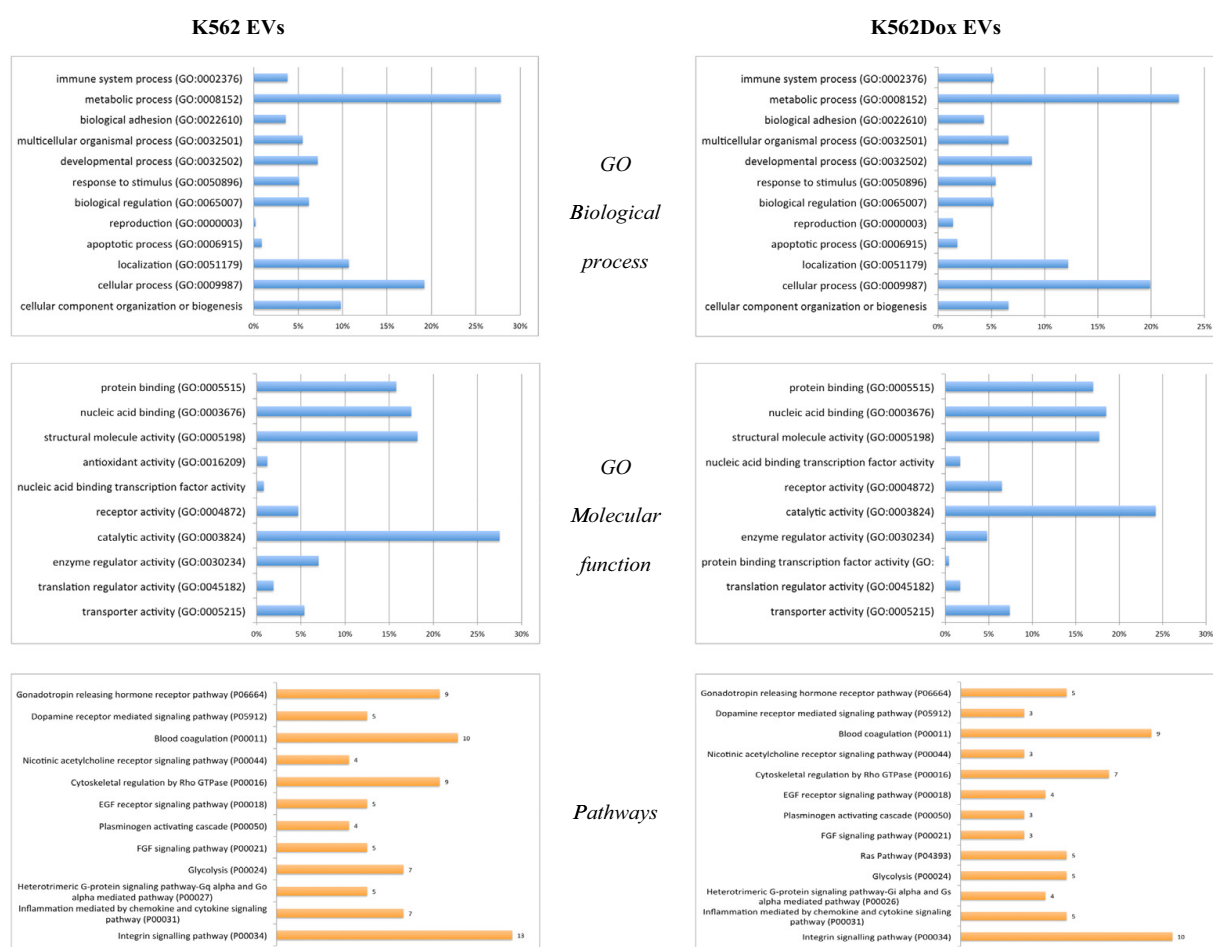 K562 EVs
immune system process (GO:0002376)
metabolic process (GO:0008152)
biological adhesion (GO:0022610)
multicellular organismal process (GO:0032501)
developmental process (GO:0032502)
response to stimulus (GO:0050896)
biological regulation (GO:0065007)
reproduction (GO:0000003)
apoptotic process (GO:0006915)
localization (GO:0051179)
cellular process (GO:0009987)
cellular component organization or biogenesis
0% 5% 10% 15% 20% 25% 30%
GO
Biological
process
K562Dox EVs
immune system process (GO:0002376)
metabolic process (GO:0008152)
biological adhesion (GO:0022610)
multicellular organismal process (GO:0032501)
developmental process (GO:0032502)
response to stimulus (GO:0050896)
biological regulation (GO:0065007)
reproduction (GO:0000003)
apoptotic process (GO:0006915)
localization (GO:0051179)
cellular process (GO:0009987)
cellular component organization or biogenesis
0% 5% 10% 15% 20% 25%
protein binding (GO:0005515)
nucleic acid binding (GO:0003676)
structural molecule activity (GO:0005198)
antioxidant activity (GO:0016209)
nucleic acid binding transcription factor activity
receptor activity (GO:0004872)
catalytic activity (GO:0003824)
enzyme regulator activity (GO:0030234)
translation regulator activity (GO:0045182)
transporter activity (GO:0005215)
0% 5% 10% 15% 20% 25% 30%
GO
Molecular
function
protein binding (GO:0005515)
nucleic acid binding (GO:0003676)
structural molecule activity (GO:0005198)
nucleic acid binding transcription factor activity
receptor activity (GO:0004872)
catalytic activity (GO:0003824)
enzyme regulator activity (GO:0030234)
protein binding transcription factor activity (GO:
translation regulator activity (GO:0045182)
transporter activity (GO:0005215)
0% 5% 10% 15% 20% 25% 30%
Gonadotropin releasing hormone receptor pathway (P06664) 9
Dopamine receptor mediated signaling pathway (P05912) 5
Blood coagulation (P00011) 10
Nicotinic acetylcholine receptor signaling pathway (P00044) 4
Cytoskeletal regulation by Rho GTPase (P00016) 9
EGF receptor signaling pathway (P00018) 5
Plasminogen activating cascade (P00050) 4
FGF signaling pathway (P00021) 5
Glycolysis (P00024) 7
Heterotrimeric G-protein signaling pathway-Gq alpha and Go
alpha mediated pathway (P00027) 5
Inflammation mediated by chemokine and cytokine signaling
pathway (P00031) 7
Integrin signalling pathway (P00034) 13
Pathways
Gonadotropin releasing hormone receptor pathway (P06664) 5
Dopamine receptor mediated signaling pathway (P05912) 3
Blood coagulation (P00011) 9
Nicotinic acetylcholine receptor signaling pathway (P00044) 3
Cytoskeletal regulation by Rho GTPase (P00016) 7
EGF receptor signaling pathway (P00018) 4
Plasminogen activating cascade (P00050) 3
FGF signaling pathway (P00021) 3
Ras Pathway (P04393) 5
Glycolysis (P00024) 5
Heterotrimeric G-protein signaling pathway-Gi alpha and Gs
alpha mediated pathway (P00026) 4
Inflammation mediated by chemokine and cytokine signaling
pathway (P00031) 5
Integrin signalling pathway (P00034) 10